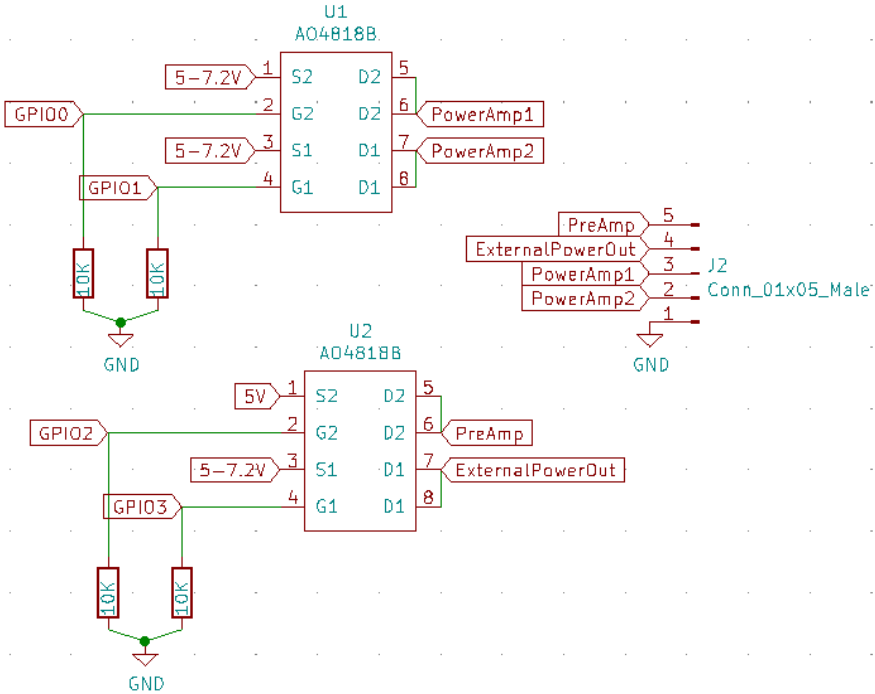 U1
AO4818B
5-7.2V 1 S2 D2 5
GPIO0 2 G2 D2 6 PowerAmp1
5-7.2V 3 S1 D1 7 PowerAmp2
GPIO1 4 G1 D1 8
10K 10K
GND
PreAmp 5
ExternalPowerOut 4
PowerAmp1 3 J2
PowerAmp2 2 Conn_01x05_Male
1
GND
U2
AO4818B
5V 1 S2 D2 5
GPIO2 2 G2 D2 6 PreAmp
5-7.2V 3 S1 D1 7 ExternalPowerOut
GPIO3 4 G1 D1 8
10K 10K
GND